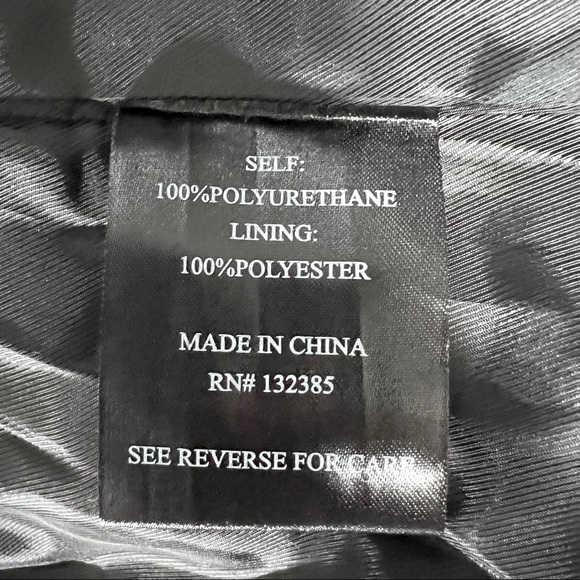 SELF:
100%POLYURETHANE
LINING:
100%POLYESTER
MADE IN CHINA
RN# 132385
SEE REVERSE FOR CARE